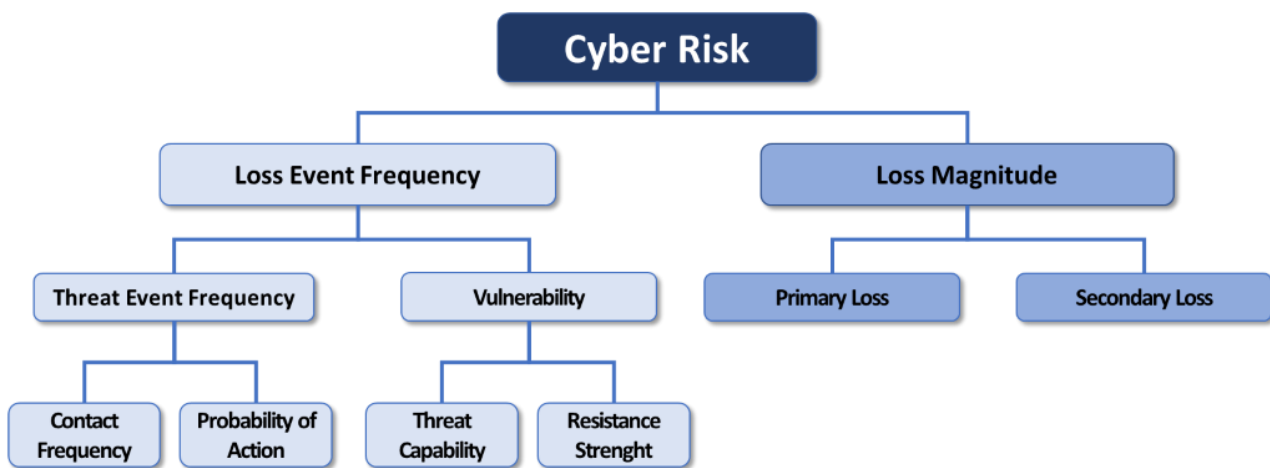 Cyber Risk
Loss Event Frequency
Loss Magnitude
Threat Event Frequency
Vulnerability
Primary Loss
Secondary Loss
Contact
Frequency
Probability of
Action
Threat
Capability
Resistance
Strenght